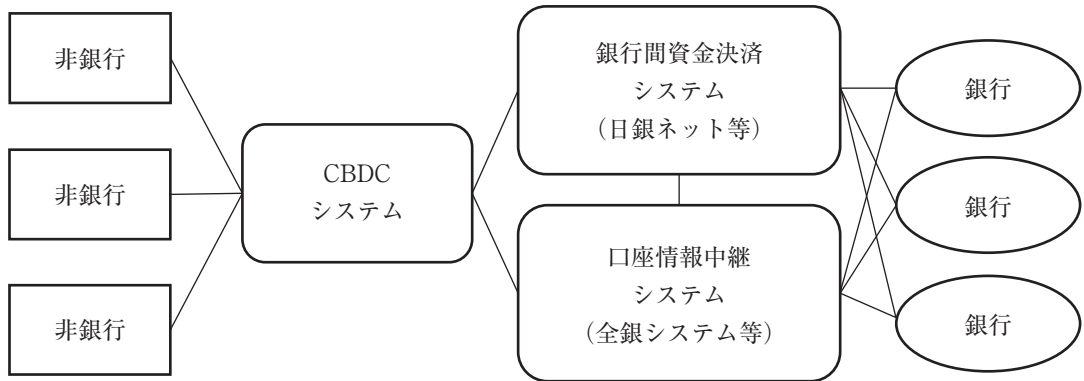 非銀行
非銀行
非銀行
CBDC
システム
銀行間資金決済
システム
（日銀ネット等）
口座情報中継
システム
（全銀システム等）
銀行
銀行
銀行